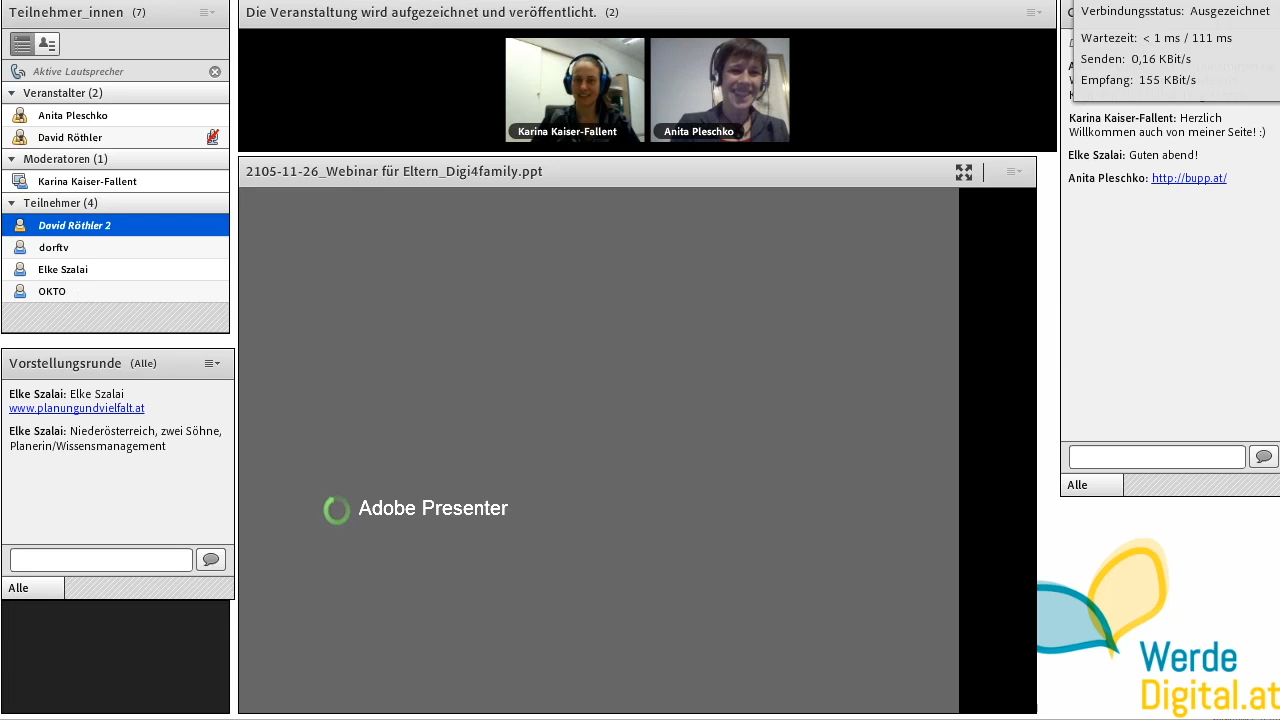 Teilnehmer_innen (7)
Aktive Lautsprecher
Veranstalter (2)
Anita Pleschko
David Röthler
Moderatoren (1)
Karina Kaiser-Fallent
Teilnehmer (4)
David Röthler 2
dorftv
Elke Szalai
OKTO
Vorstellungsrunde (Alle)
Elke Szalai: Elke Szalai
www.planungundvielfalt.at
Elke Szalai: Niederösterreich, zwei Söhne,
Planerin/Wissensmanagement
Alle
Die Veranstaltung wird aufgezeichnet und veröffentlicht. (2)
Karina Kaiser-Fallent
Anita Pleschko
2105-11-26_Webinar für Eltern_Digi4family.ppt
Adobe Presenter
Verbindungsstatus: Ausgezeichnet
Wartezeit: < 1 ms / 111 ms
Senden: 0,16 KBit/s
Empfang: 155 KBit/s
Karina Kaiser-Fallent: Herzlich
Willkommnen auch von meiner Seite! :)
Elke Szalai: Guten abend!
Anita Pleschko: http://bupp.at/
Alle
Werde
Digital.at